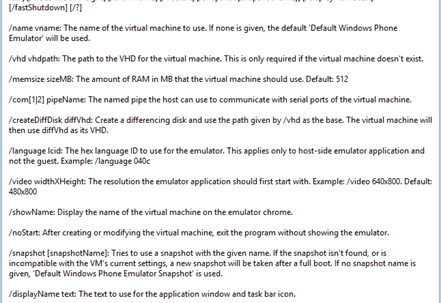 [/fastShutdown] [/?]
/name vname: The name of the virtual machine to use. If none is given, the default 'Default Windows Phone
Emulator' will be used.
/vhd vhdpath: The path to the VHD for the virtual machine. This is only required if the virtual machine doesn't exist.
/memsize sizeMB: The amount of RAM in MB that the virtual machine should use. Default: 512
/com[1|2] pipeName: The named pipe the host can use to communicate with serial ports of the virtual machine.
/createDiffDisk diffVhd: Create a differencing disk and use the path given by /vhd as the base. The virtual machine will
then use diffVhd as its VHD.
/language lcid: The hex language ID to use for the emulator. This applies only to host-side emulator application and
not the guest. Example: /language 040c
/video widthXHeight: The resolution the emulator application should first start with. Example: /video 640x800. Default:
480x800
/showName: Display the name of the virtual machine on the emulator chrome.
/noStart: After creating or modifying the virtual machine, exit the program without showing the emulator.
/snapshot [snapshotName]: Tries to use a snapshot with the given name. If the snapshot isn't found, or is
incompatible with the VM's current settings, a new snapshot will be taken after a full boot. If no snapshot name is
given, 'Default Windows Phone Emulator Snapshot' is used.
/displayName text: The text to use for the application window and task bar icon.